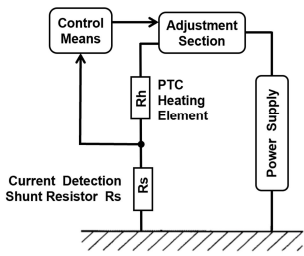 Control
Means
Adjustment
Section
Rh
PTC
Heating
Element
Power Supply
Current Detection
Shunt Resistor Rs
Rs